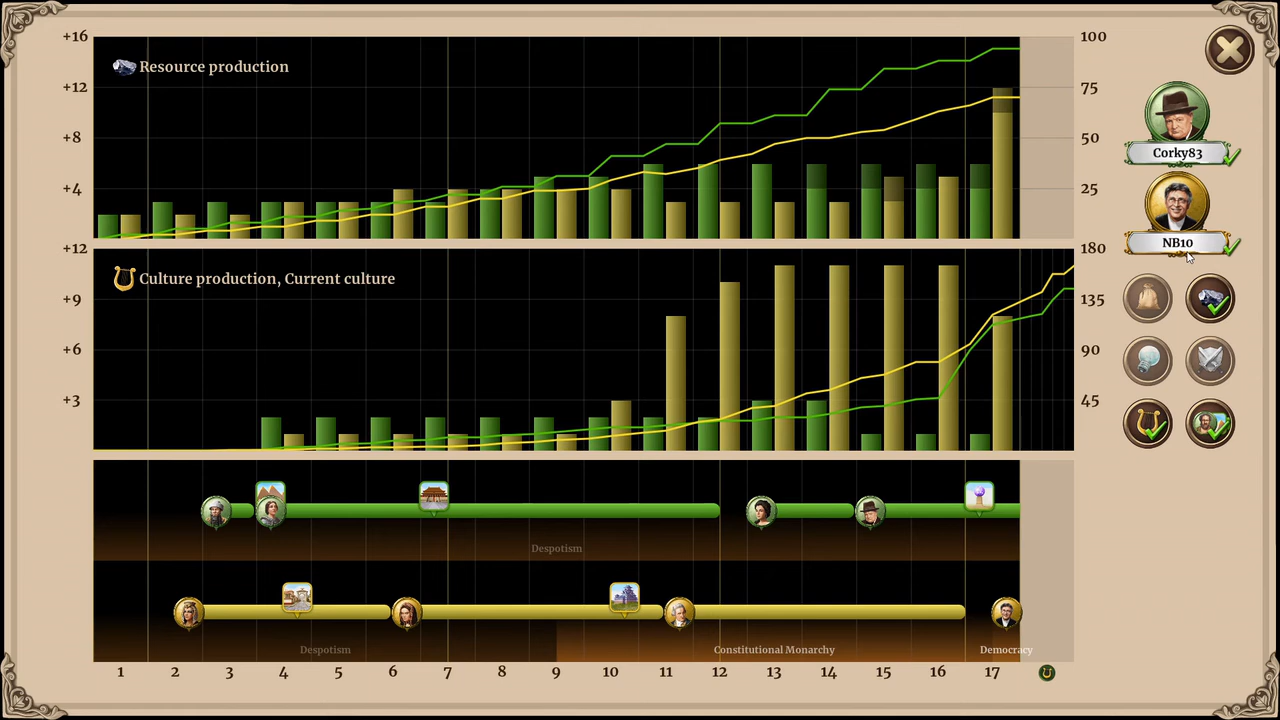 +16
Resource production
100
+12
75
+8
50
+4
25
+12
Culture production, Current culture
180
+9
135
+6
90
+3
45
Corky83
NB10
Despotism
Despotism
Constitutional Monarchy
Democracy
1 2 3 4 5 6 7 8 9 10 11 12 13 14 15 16 17